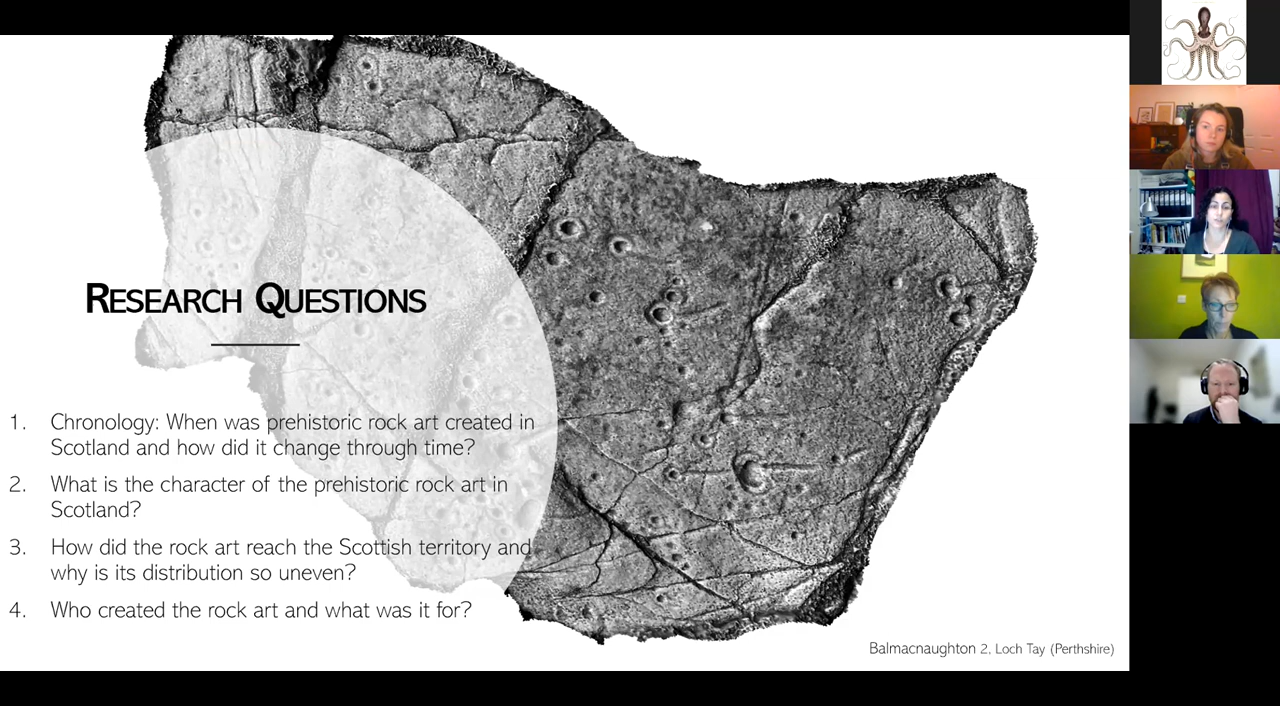 RESEARCH QUESTIONS
1. Chronology: When was prehistoric rock art created in
Scotland and how did it change through time?
2. What is the character of the prehistoric rock art in
Scotland?
3. How did the rock art reach the Scottish territory and
why is its distribution so uneven?
4. Who created the rock art and what was it for?
Balmacnaughton 2, Loch Tay (Perthshire)